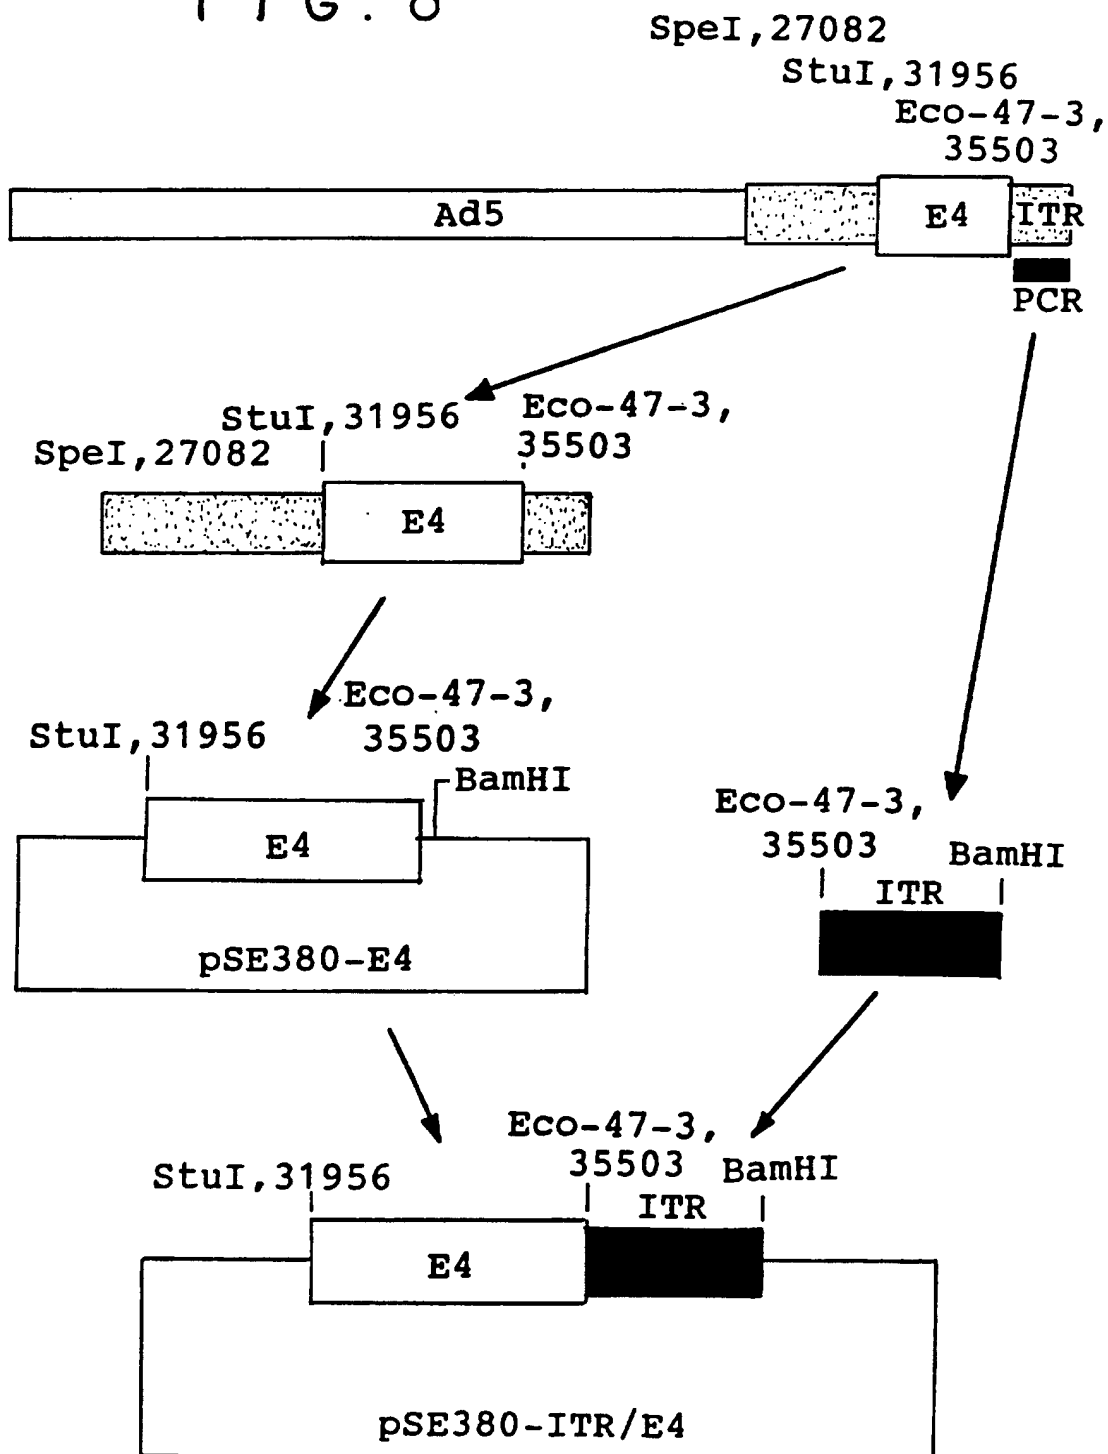 FIG. 8
SpeI,27082
StuI,31956
Eco-47-3,
35503
Ad5
E4
ITR
PCR
StuI,31956
Eco-47-3,
35503
SpeI,27082
E4
Eco-47-3,
35503
StuI,31956
BamHI
E4
pSE380-E4
Eco-47-3,
35503
BamHI
ITR
Eco-47-3,
35503
BamHI
StuI,31956
ITR
E4
pSE380-ITR/E4